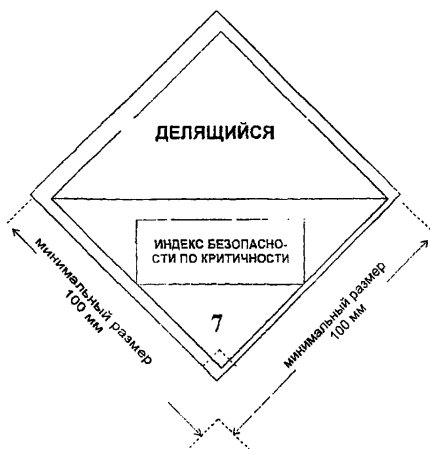 ДЕЛЯЩИЙСЯ
ИНДЕКС БЕЗОПАСНО-
СТИ ПО КРИТИЧНОСТИ
7
минимальный размер
100 мм
минимальный размер
100 мм